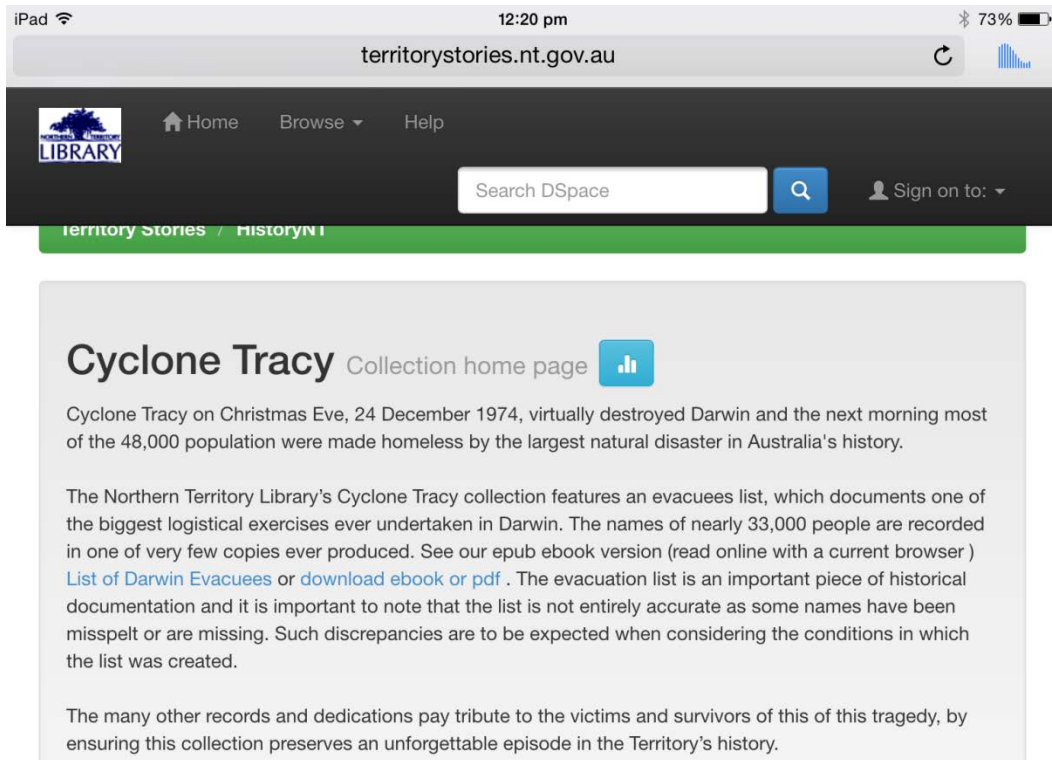 iPad 12:20 pm 73%
territorystories.nt.gov.au
NORTHERN TERRITORY
LIBRARY
Home Browse Help
Search DSpace Sign on to:
Territory Stories / HistoryNT
Cyclone Tracy Collection home page
Cyclone Tracy on Christmas Eve, 24 December 1974, virtually destroyed Darwin and the next morning most
of the 48,000 population were made homeless by the largest natural disaster in Australia's history.
The Northern Territory Library's Cyclone Tracy collection features an evacuees list, which documents one of
the biggest logistical exercises ever undertaken in Darwin. The names of nearly 33,000 people are recorded
in one of very few copies ever produced. See our epub ebook version (read online with a current browser )
List of Darwin Evacuees or download ebook or pdf . The evacuation list is an important piece of historical
documentation and it is important to note that the list is not entirely accurate as some names have been
misspelt or are missing. Such discrepancies are to be expected when considering the conditions in which
the list was created.
The many other records and dedications pay tribute to the victims and survivors of this of this tragedy, by
ensuring this collection preserves an unforgettable episode in the Territory's history.